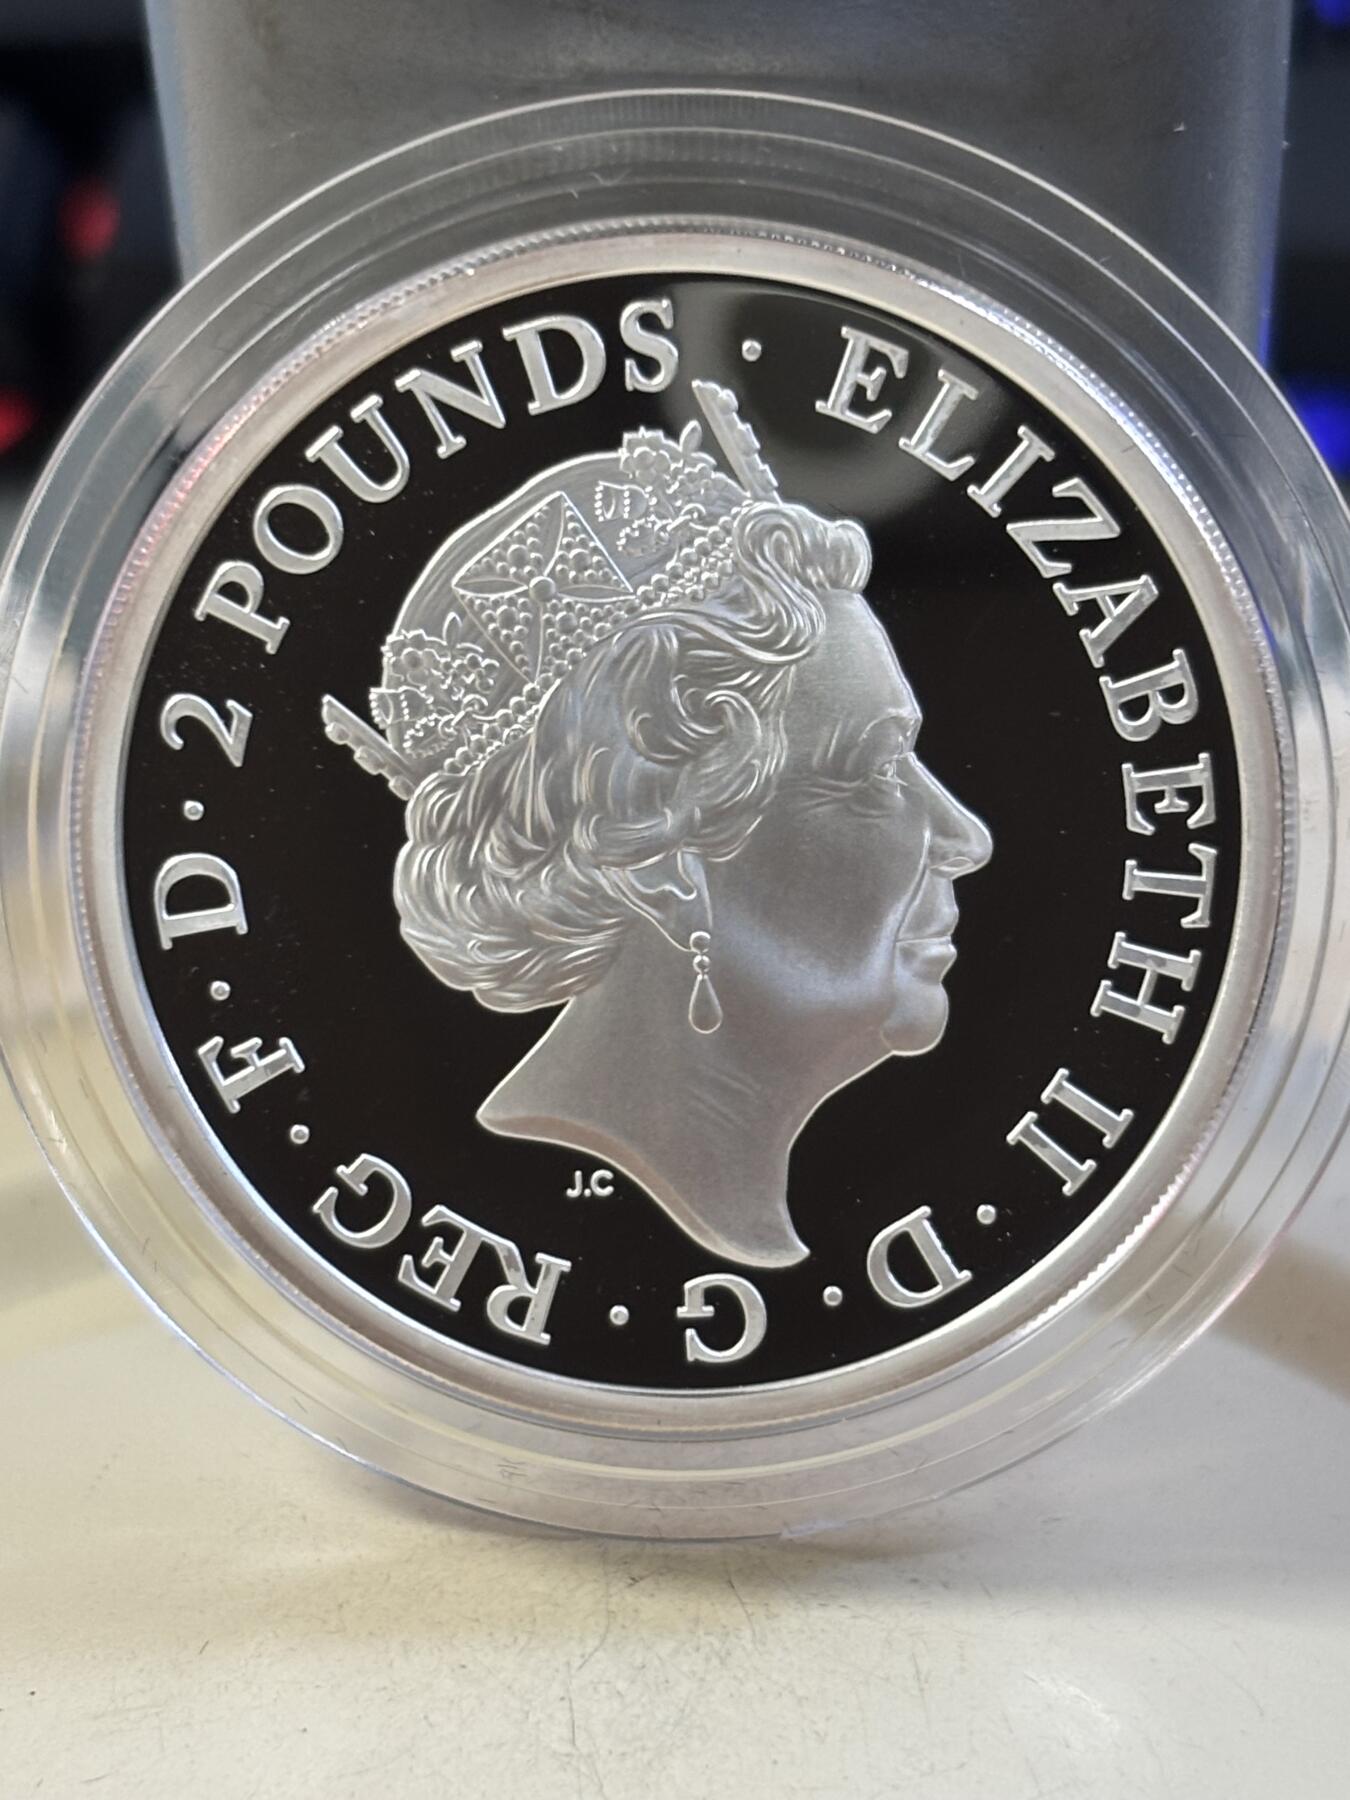 · ELIZABETH II · D · G · REG · F · D · 2 POUNDS
J.C